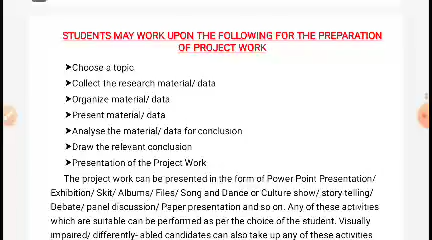 STUDENTS MAY WORK UPON THE FOLLOWING FOR THE PREPARATION
OF PROJECT WORK
➤Choose a topic
➤Collect the research material/ data
➤Organize material/ data
➤Present material/ data
➤Analyse the material/ data for conclusion
➤Draw the relevant conclusion
➤Presentation of the Project Work
The project work can be presented in the form of Power Point Presentation/
Exhibition/ Skit/ Albums/ Files/ Song and Dance or Culture show/ story telling/
Debate/ panel discussion/ Paper presentation and so on. Any of these activities
which are suitable can be performed as per the choice of the student. Visually
impaired/ differently- abled candidates can also take up any of these activities